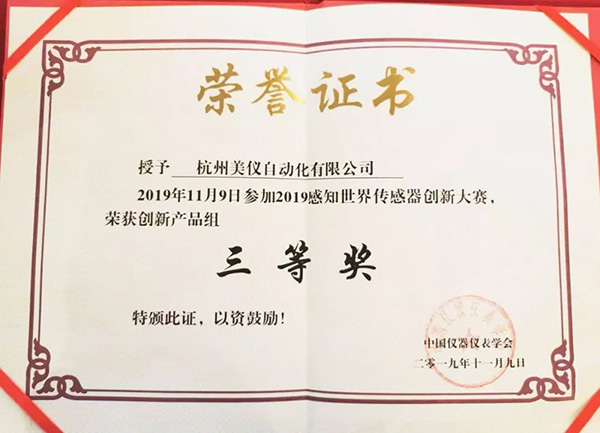 荣誉证书
授予 杭州美仪自动化有限公司
2019年11月9日参加2019感知世界传感器创新大赛，
荣获创新产品组
三等奖
特颁此证，以资鼓励！
中国仪器仪表学会
二零一九年十一月九日